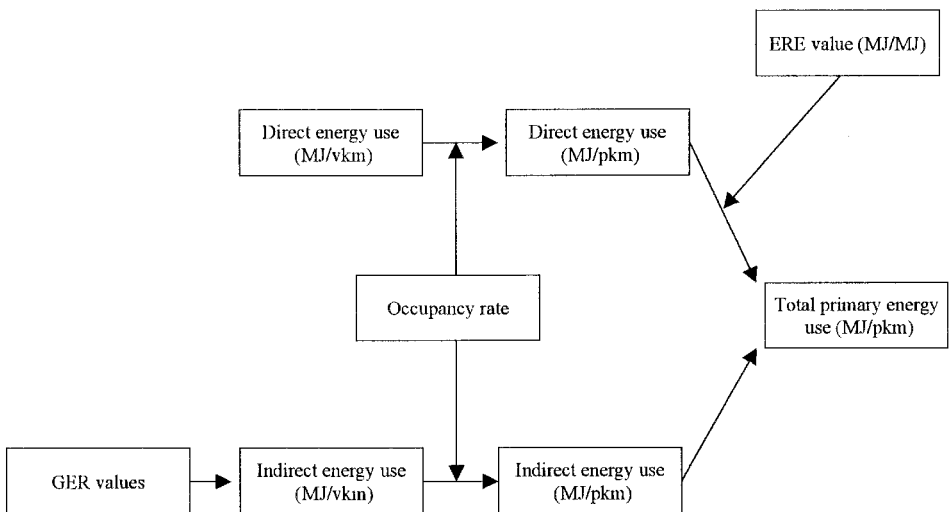 ERE value (MJ/MJ)
Direct energy use
(MJ/vkm)
Direct energy use
(MJ/pkm)
Occupancy rate
Total primary energy
use (MJ/pkm)
GER values
Indirect energy use
(MJ/vkm)
Indirect energy use
(MJ/pkm)